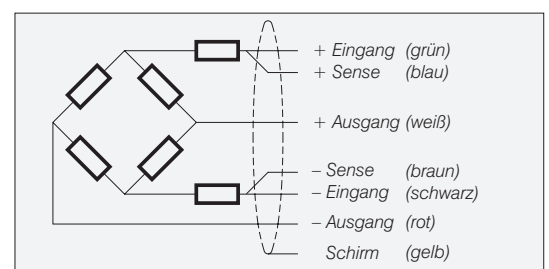 + Eingang (grün)
+ Sense (blau)
+ Ausgang (weiß)
– Sense (braun)
– Eingang (schwarz)
– Ausgang (rot)
Schirm (gelb)